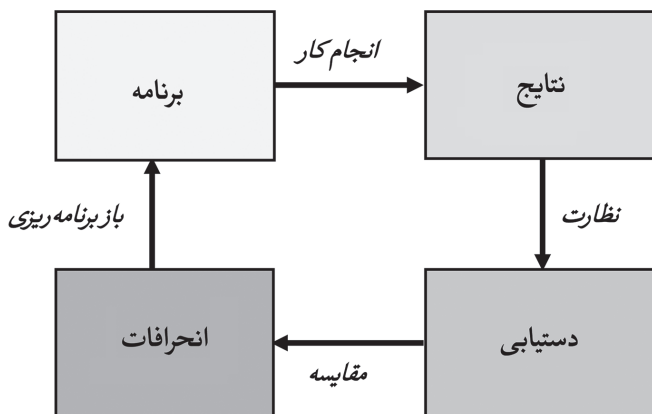 برنامه
انجام کار
نتایج
نظارت
دستیابی
مقایسه
انحرافات
باز برنامه‌ریزی